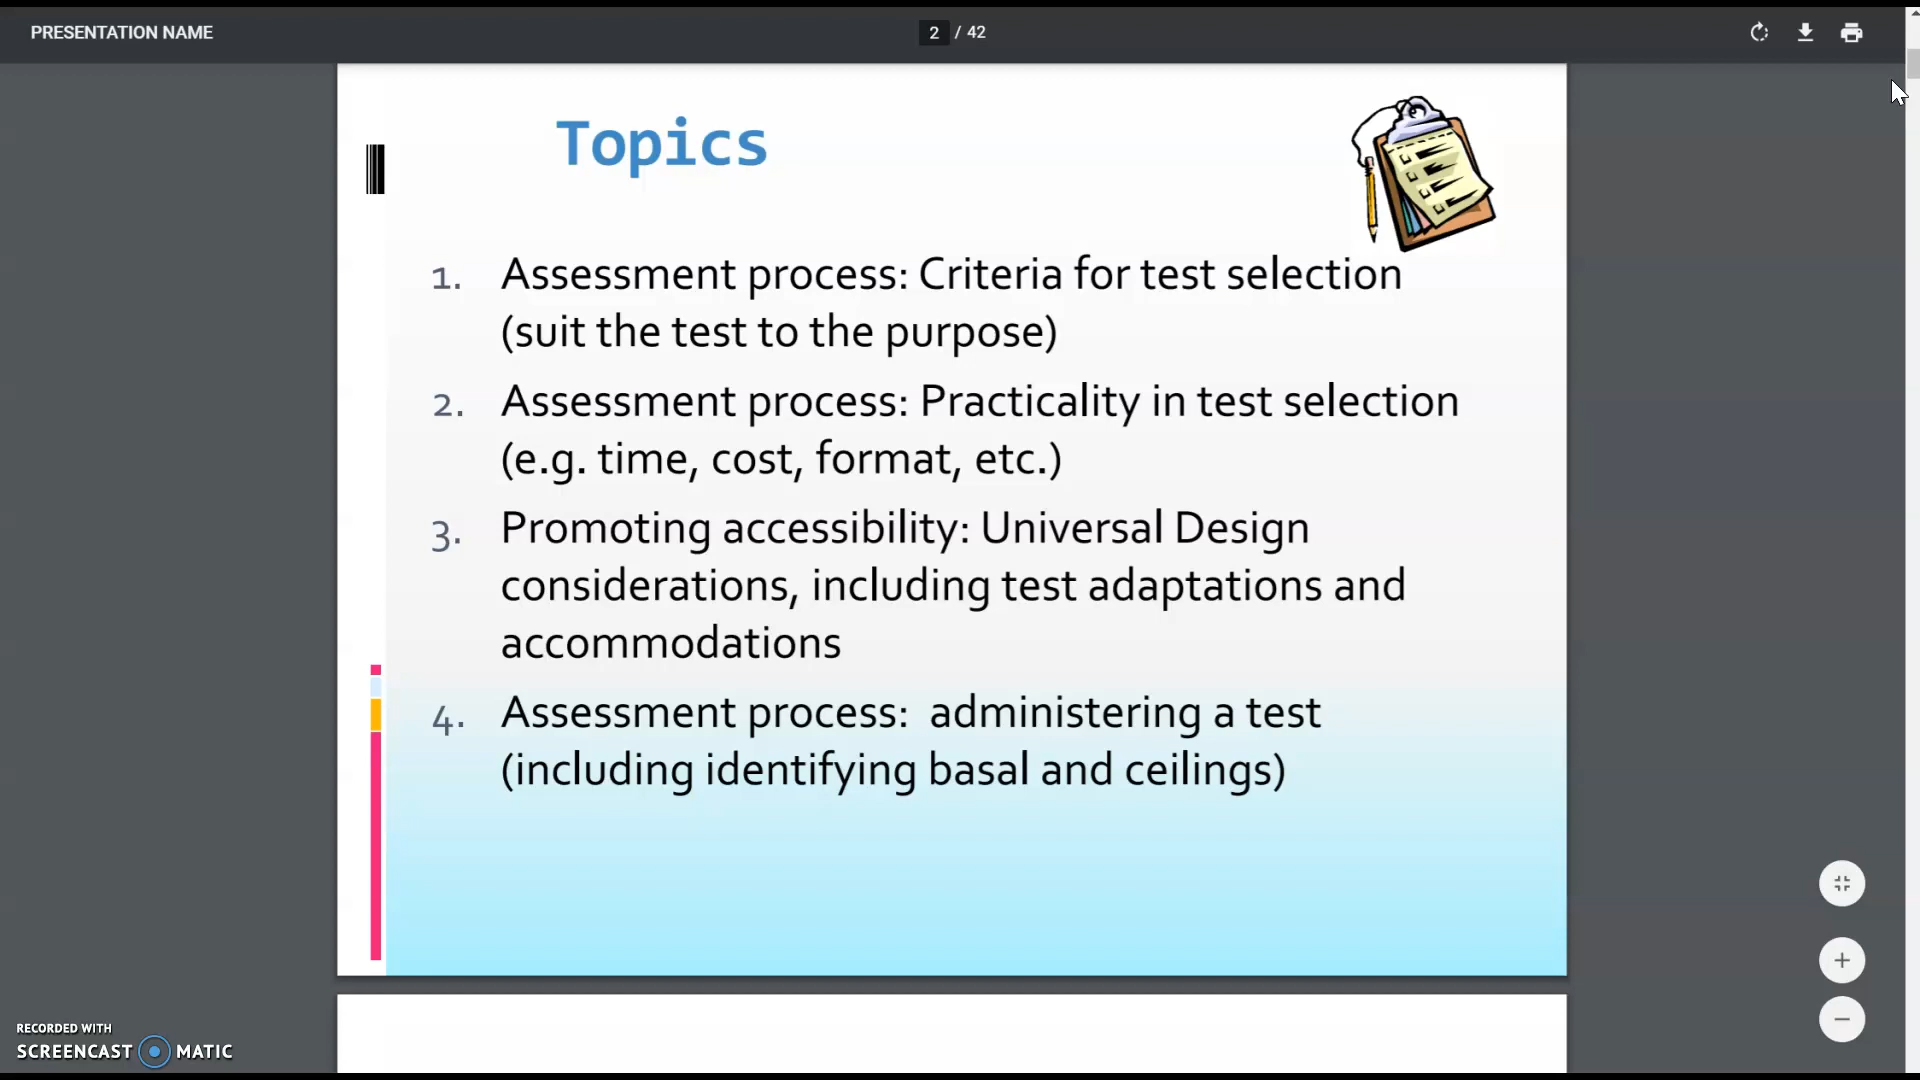 PRESENTATION NAME
2 / 42
Topics
1. Assessment process: Criteria for test selection
(suit the test to the purpose)
2. Assessment process: Practicality in test selection
(e.g. time, cost, format, etc.)
3. Promoting accessibility: Universal Design
considerations, including test adaptations and
accommodations
4. Assessment process:  administering a test
(including identifying basal and ceilings)
RECORDED WITH
SCREENCAST MATIC